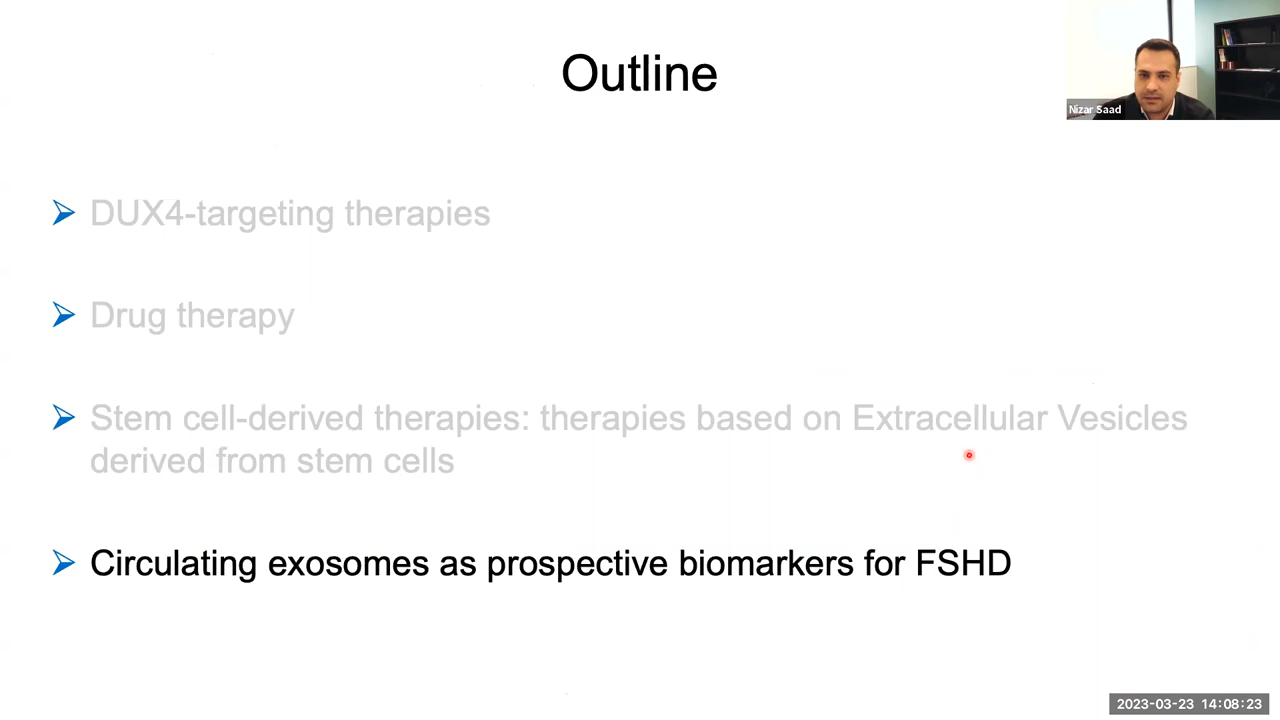 Outline
Nizar Saad
DUX4-targeting therapies
Drug therapy
Stem cell-derived therapies: therapies based on Extracellular Vesicles
derived from stem cells
Circulating exosomes as prospective biomarkers for FSHD
2023-03-23 14:08:23